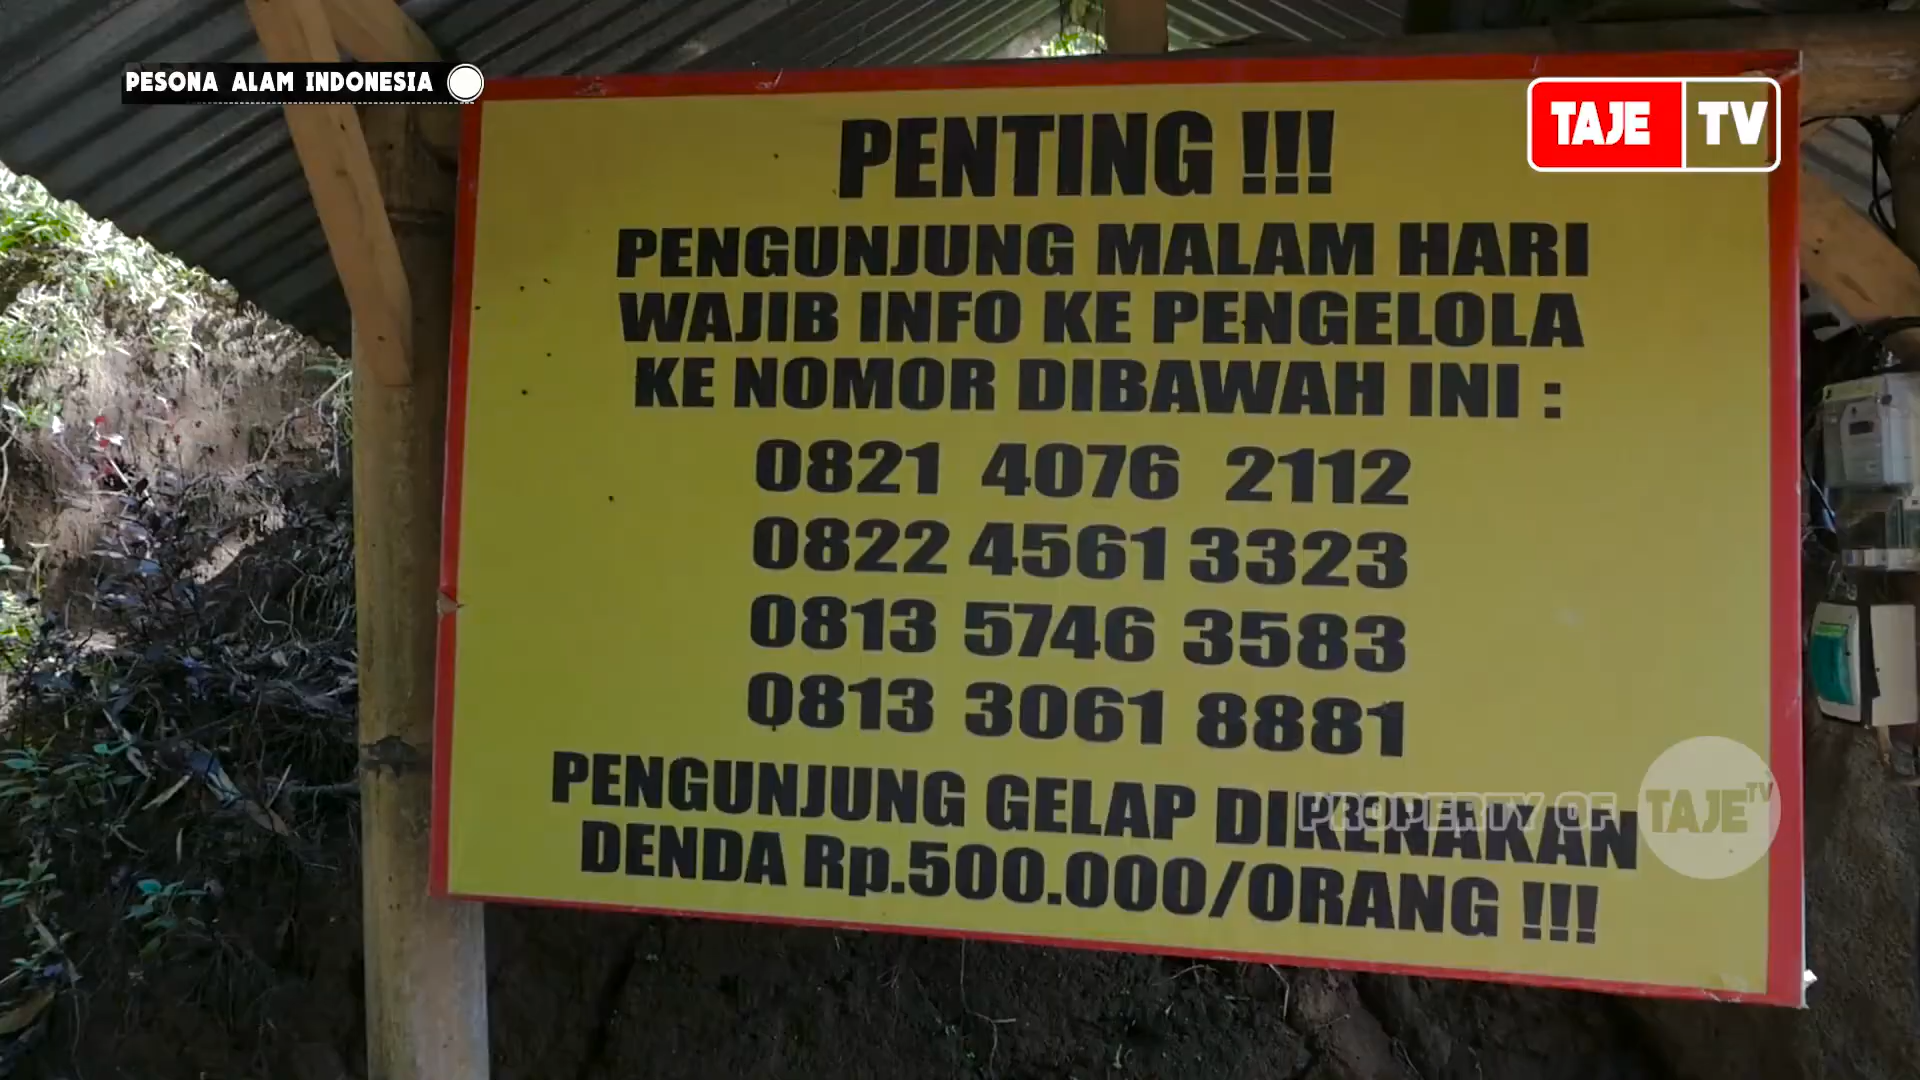 PESONA ALAM INDONESIA
TAJE TV
PENTING !!!
PENGUNJUNG MALAM HARI
WAJIB INFO KE PENGELOLA
KE NOMOR DIBAWAH INI :
0821 4076 2112
0822 4561 3323
0813 5746 3583
0813 3061 8881
PENGUNJUNG GELAP DIKENAKAN
DENDA Rp.500.000/ORANG !!!
PROPERTY OF TAJE TV